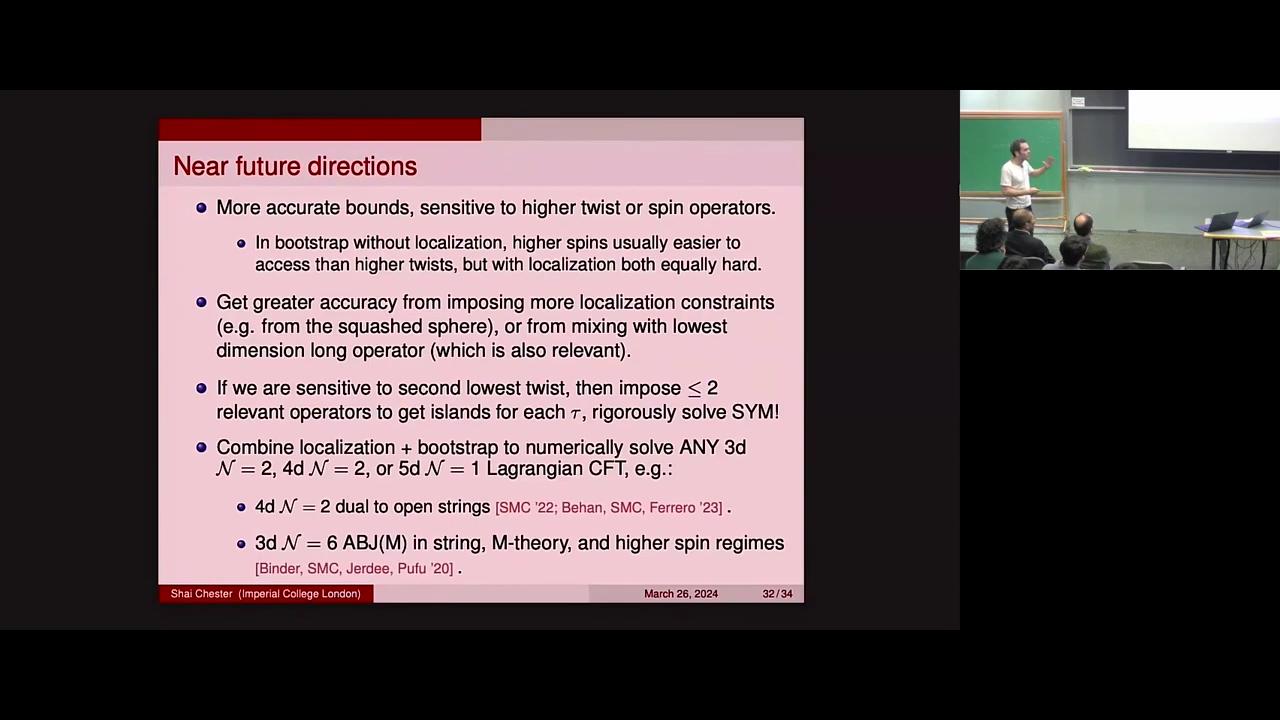 Near future directions
More accurate bounds, sensitive to higher twist or spin operators.
In bootstrap without localization, higher spins usually easier to
access than higher twists, but with localization both equally hard.
Get greater accuracy from imposing more localization constraints
(e.g. from the squashed sphere), or from mixing with lowest
dimension long operator (which is also relevant).
If we are sensitive to second lowest twist, then impose ≤ 2
relevant operators to get islands for each τ, rigorously solve SYM!
Combine localization + bootstrap to numerically solve ANY 3d
𝒩 = 2, 4d 𝒩 = 2, or 5d 𝒩 = 1 Lagrangian CFT, e.g.:
4d 𝒩 = 2 dual to open strings [SMC '22; Behan, SMC, Ferrero '23] .
3d 𝒩 = 6 ABJ(M) in string, M-theory, and higher spin regimes
[Binder, SMC, Jerdee, Pufu '20] .
Shai Chester (Imperial College London) March 26, 2024 32 / 34